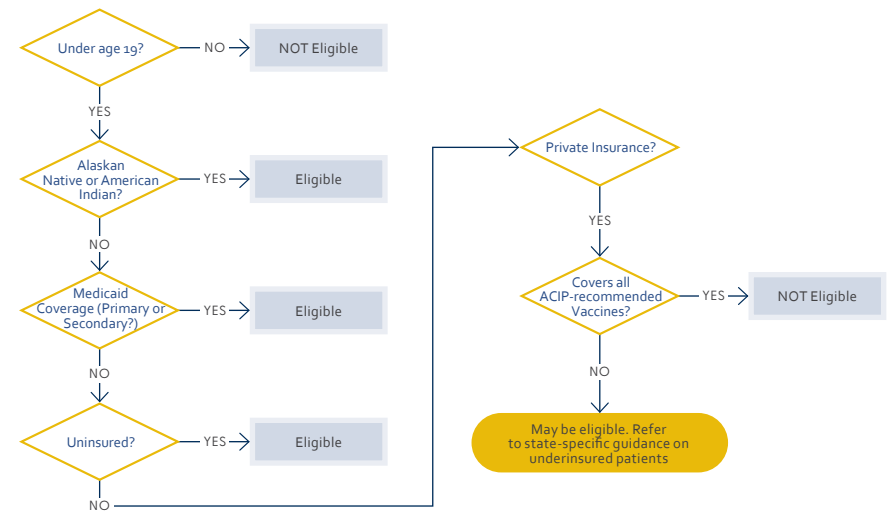 Under age 19?
NO
NOT Eligible
YES
Alaskan
Native or American
Indian?
YES
Eligible
NO
Medicaid
Coverage (Primary or
Secondary?)
YES
Eligible
NO
Uninsured?
YES
Eligible
NO
Private Insurance?
YES
Covers all
ACIP-recommended
Vaccines?
YES
NOT Eligible
NO
May be eligible. Refer
to state-specific guidance on
underinsured patients